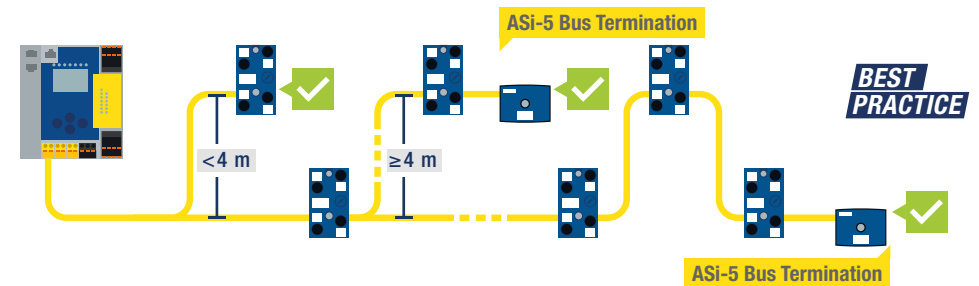 ASi-5 Bus Termination
BEST
PRACTICE
<4 m
≥4 m
ASi-5 Bus Termination